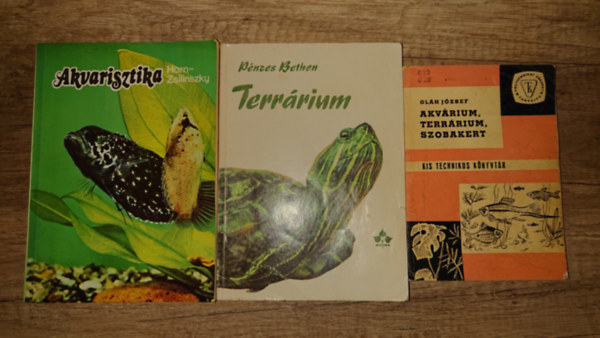 Akvarisztika
Horn-
Zsilinszky
Pénzes Bethen
Terrárium
OLÁH JÓZSEF
AKVÁRIUM,
TERRÁRIUM,
SZOBAKERT
KIS TECHNIKUS KÖNYVTÁR